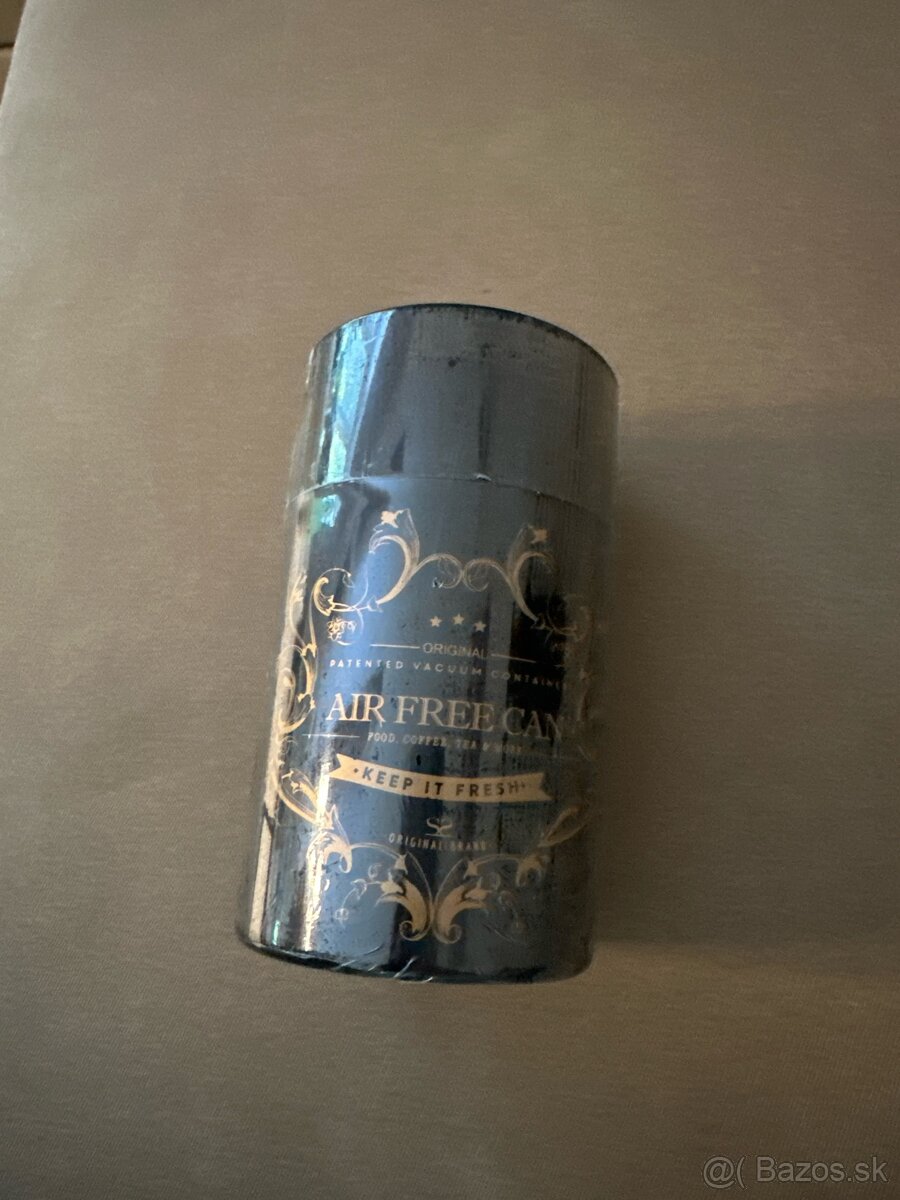 ORIGINAL
PATENTED VACUUM CONTAINER
AIR FREE CAN
FOOD, COFFEE, TEA & MORE
KEEP IT FRESH
ORIGINAL BRAND
@( Bazos.sk